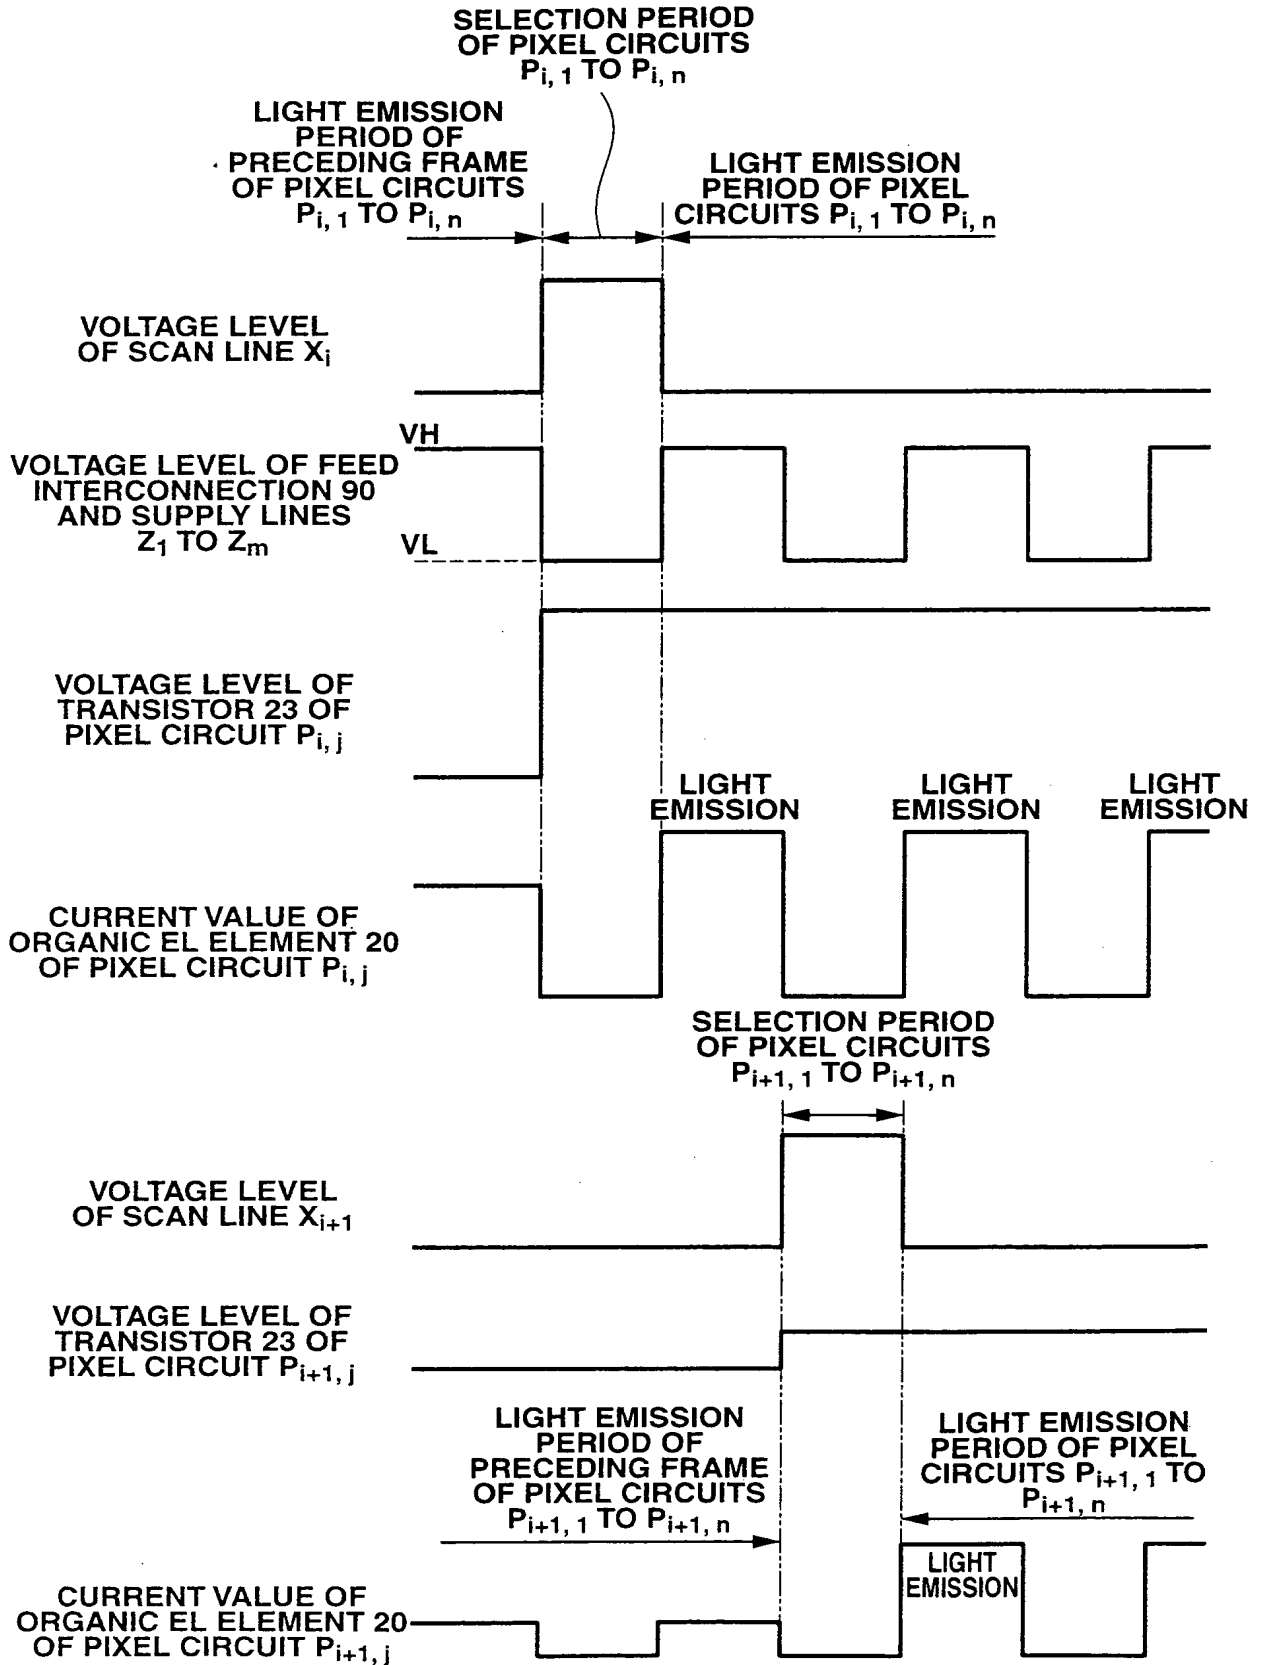 SELECTION PERIOD
OF PIXEL CIRCUITS
Pi, 1 TO Pi, n
LIGHT EMISSION
PERIOD OF
PRECEDING FRAME
OF PIXEL CIRCUITS
Pi, 1 TO Pi, n
LIGHT EMISSION
PERIOD OF PIXEL
CIRCUITS Pi, 1 TO Pi, n
VOLTAGE LEVEL
OF SCAN LINE Xi
VH
VOLTAGE LEVEL OF FEED
INTERCONNECTION 90
AND SUPPLY LINES
Z1 TO Zm
VL
VOLTAGE LEVEL OF
TRANSISTOR 23 OF
PIXEL CIRCUIT Pi, j
LIGHT
EMISSION
LIGHT
EMISSION
LIGHT
EMISSION
CURRENT VALUE OF
ORGANIC EL ELEMENT 20
OF PIXEL CIRCUIT Pi, j
SELECTION PERIOD
OF PIXEL CIRCUITS
Pi+1, 1 TO Pi+1, n
VOLTAGE LEVEL
OF SCAN LINE Xi+1
VOLTAGE LEVEL OF
TRANSISTOR 23 OF
PIXEL CIRCUIT Pi+1, j
LIGHT EMISSION
PERIOD OF
PRECEDING FRAME
OF PIXEL CIRCUITS
Pi+1, 1 TO Pi+1, n
LIGHT EMISSION
PERIOD OF PIXEL
CIRCUITS Pi+1, 1 TO
Pi+1, n
LIGHT
EMISSION
CURRENT VALUE OF
ORGANIC EL ELEMENT 20
OF PIXEL CIRCUIT Pi+1, j